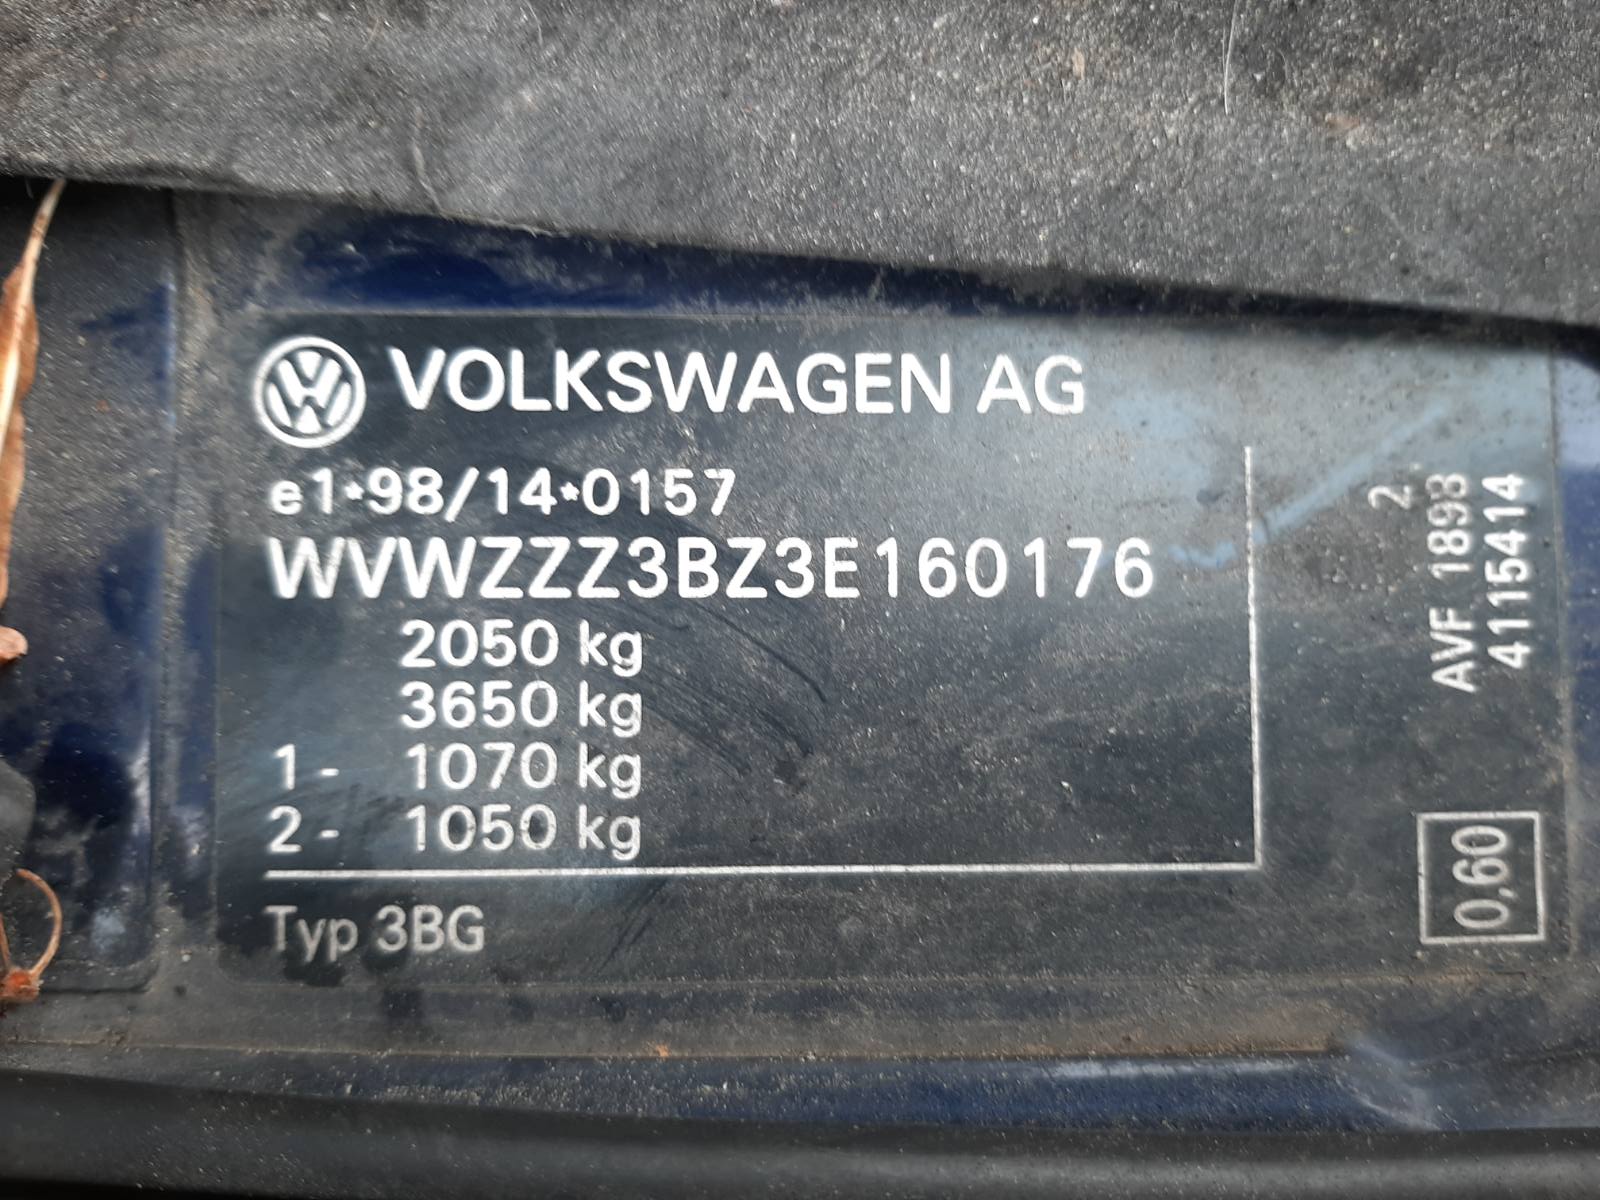 VOLKSWAGEN AG
e1*98/14*0157
WVWZZZ3BZ3E160176
2050 kg
3650 kg
1- 1070 kg
2- 1050 kg
Typ 3BG
2
AVF 1898
41154414
0,60